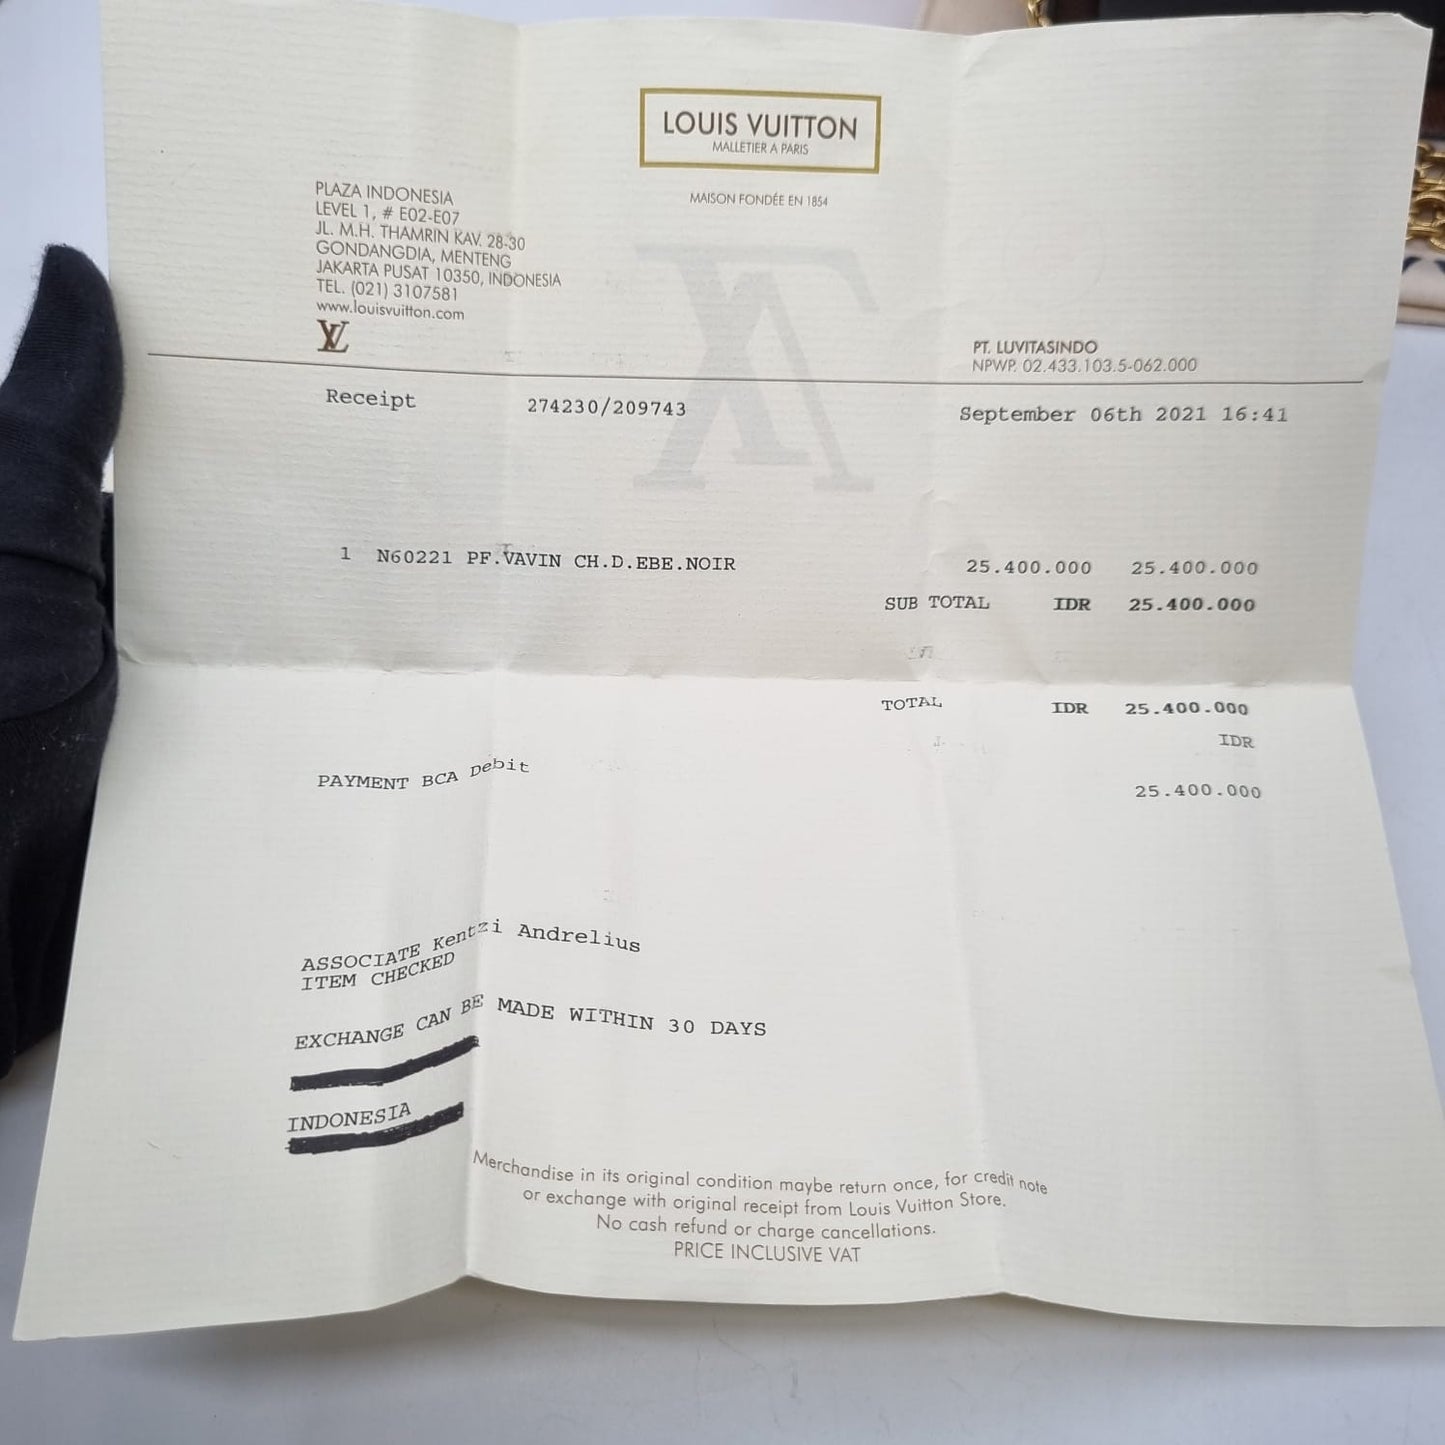 LOUIS VUITTON
MALLETIER A PARIS
MAISON FONDÉE EN 1854
PLAZA INDONESIA
LEVEL 1, # E02-E07
JL. M.H. THAMRIN KAV. 28-30
GONDANGDIA, MENTENG
JAKARTA PUSAT 10350, INDONESIA
TEL. (021) 3107581
www.louisvuitton.com
LV
PT. LUVITASINDO
NPWP. 02.433.103.5-062.000
Receipt 274230/209743 September 06th 2021 16:41
1 N60221 PF.VAVIN CH.D.EBE.NOIR 25.400.000 25.400.000
SUB TOTAL IDR 25.400.000
TOTAL IDR 25.400.000
IDR
PAYMENT BCA Debit 25.400.000
ASSOCIATE Kentzi Andrelius
ITEM CHECKED
EXCHANGE CAN BE MADE WITHIN 30 DAYS
INDONESIA
Merchandise in its original condition maybe return once, for credit note
or exchange with original receipt from Louis Vuitton Store.
No cash refund or charge cancellations.
PRICE INCLUSIVE VAT